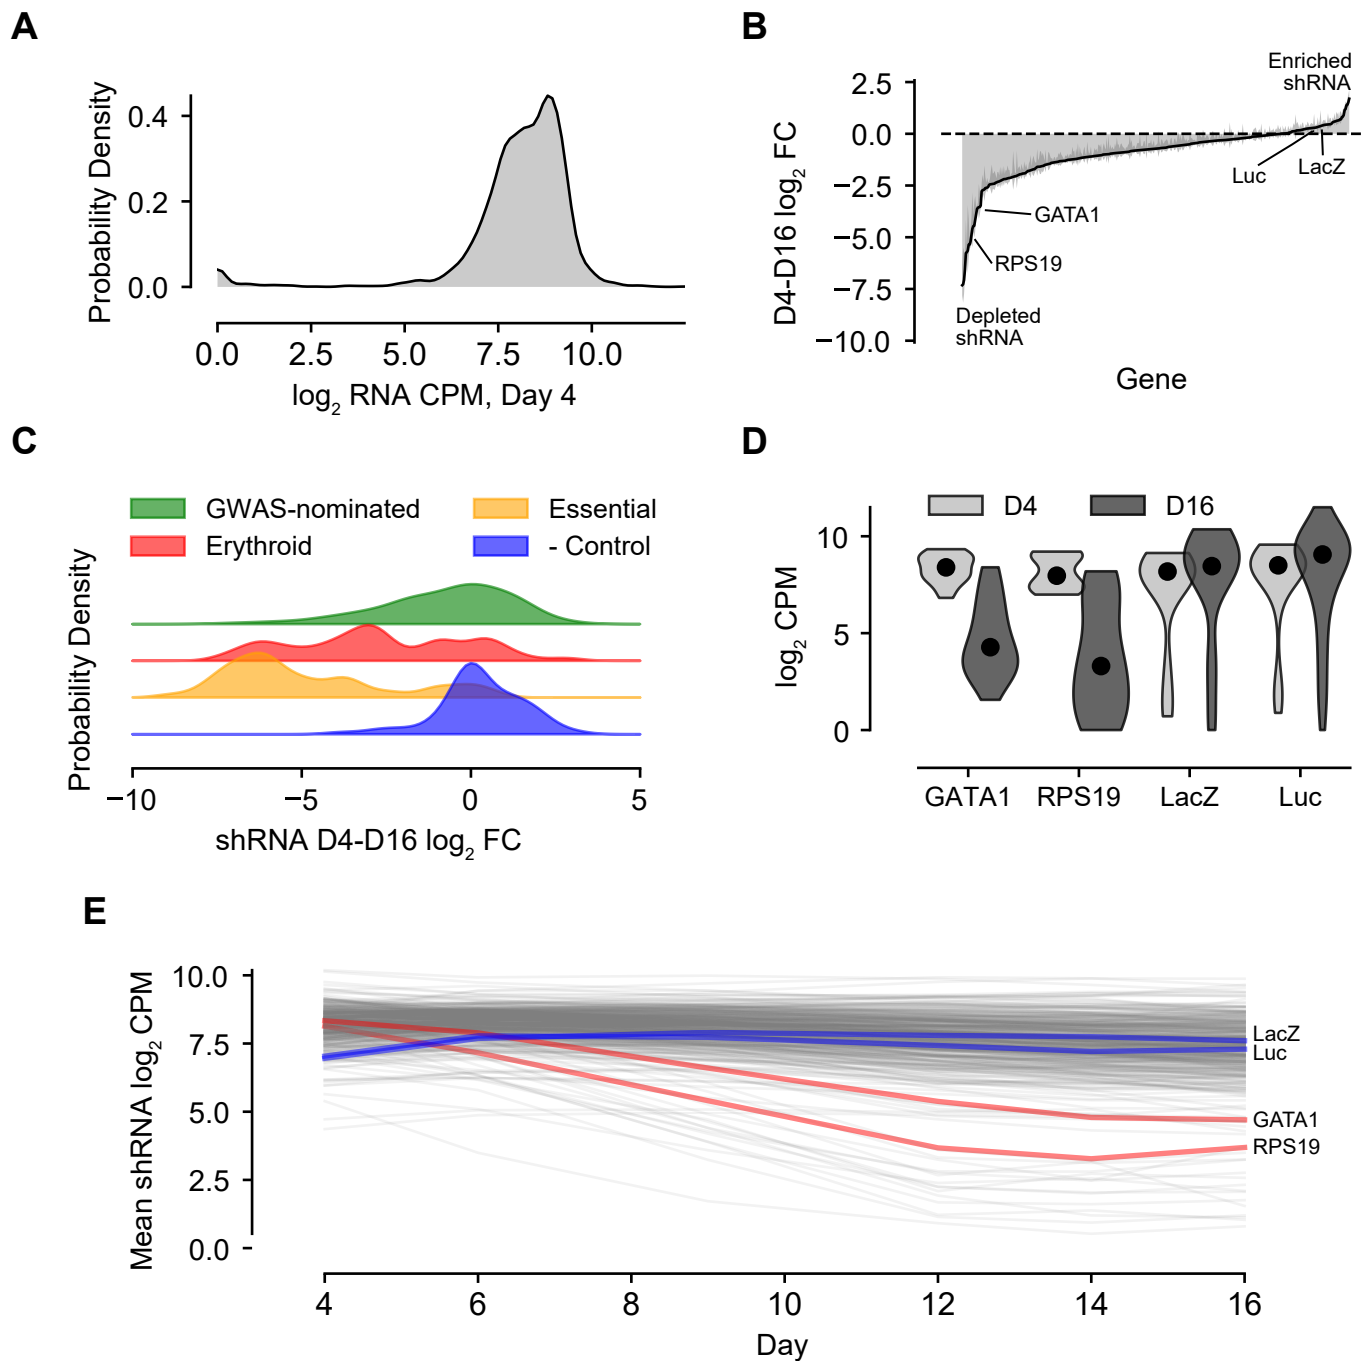 A
Probability Density
0.4
0.2
0.0
0.0 2.5 5.0 7.5 10.0
log2 RNA CPM, Day 4
B
D4-D16 log2 FC
2.5
0.0
−2.5
−5.0
−7.5
−10.0
Enriched
shRNA
Luc
LacZ
GATA1
RPS19
Depleted
shRNA
Gene
C
GWAS-nominated
Essential
Erythroid
- Control
Probability Density
−10 −5 0 5
shRNA D4-D16 log2 FC
D
D4
D16
log2 CPM
10
5
0
GATA1 RPS19 LacZ Luc
E
Mean shRNA log2 CPM
10.0
7.5
5.0
2.5
0.0
LacZ
Luc
GATA1
RPS19
4 6 8 10 12 14 16
Day